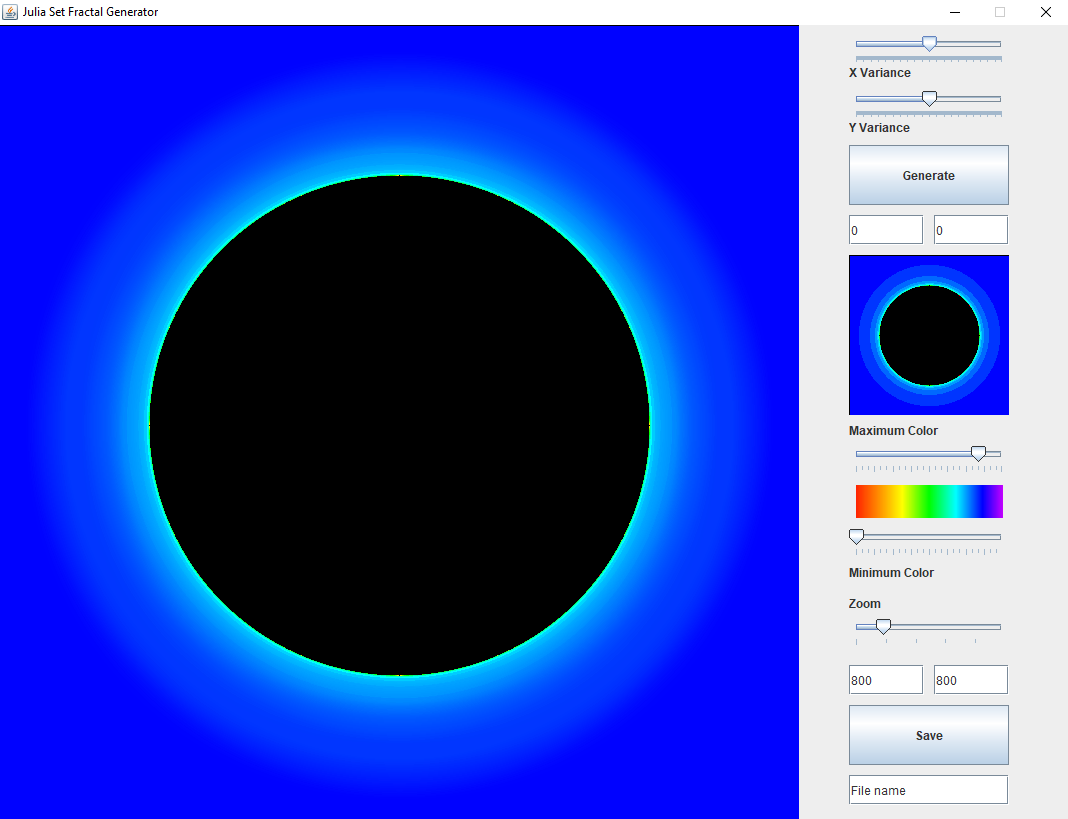 Julia Set Fractal Generator
X Variance
Y Variance
Generate
0 0
Maximum Color
Minimum Color
Zoom
800 800
Save
File name